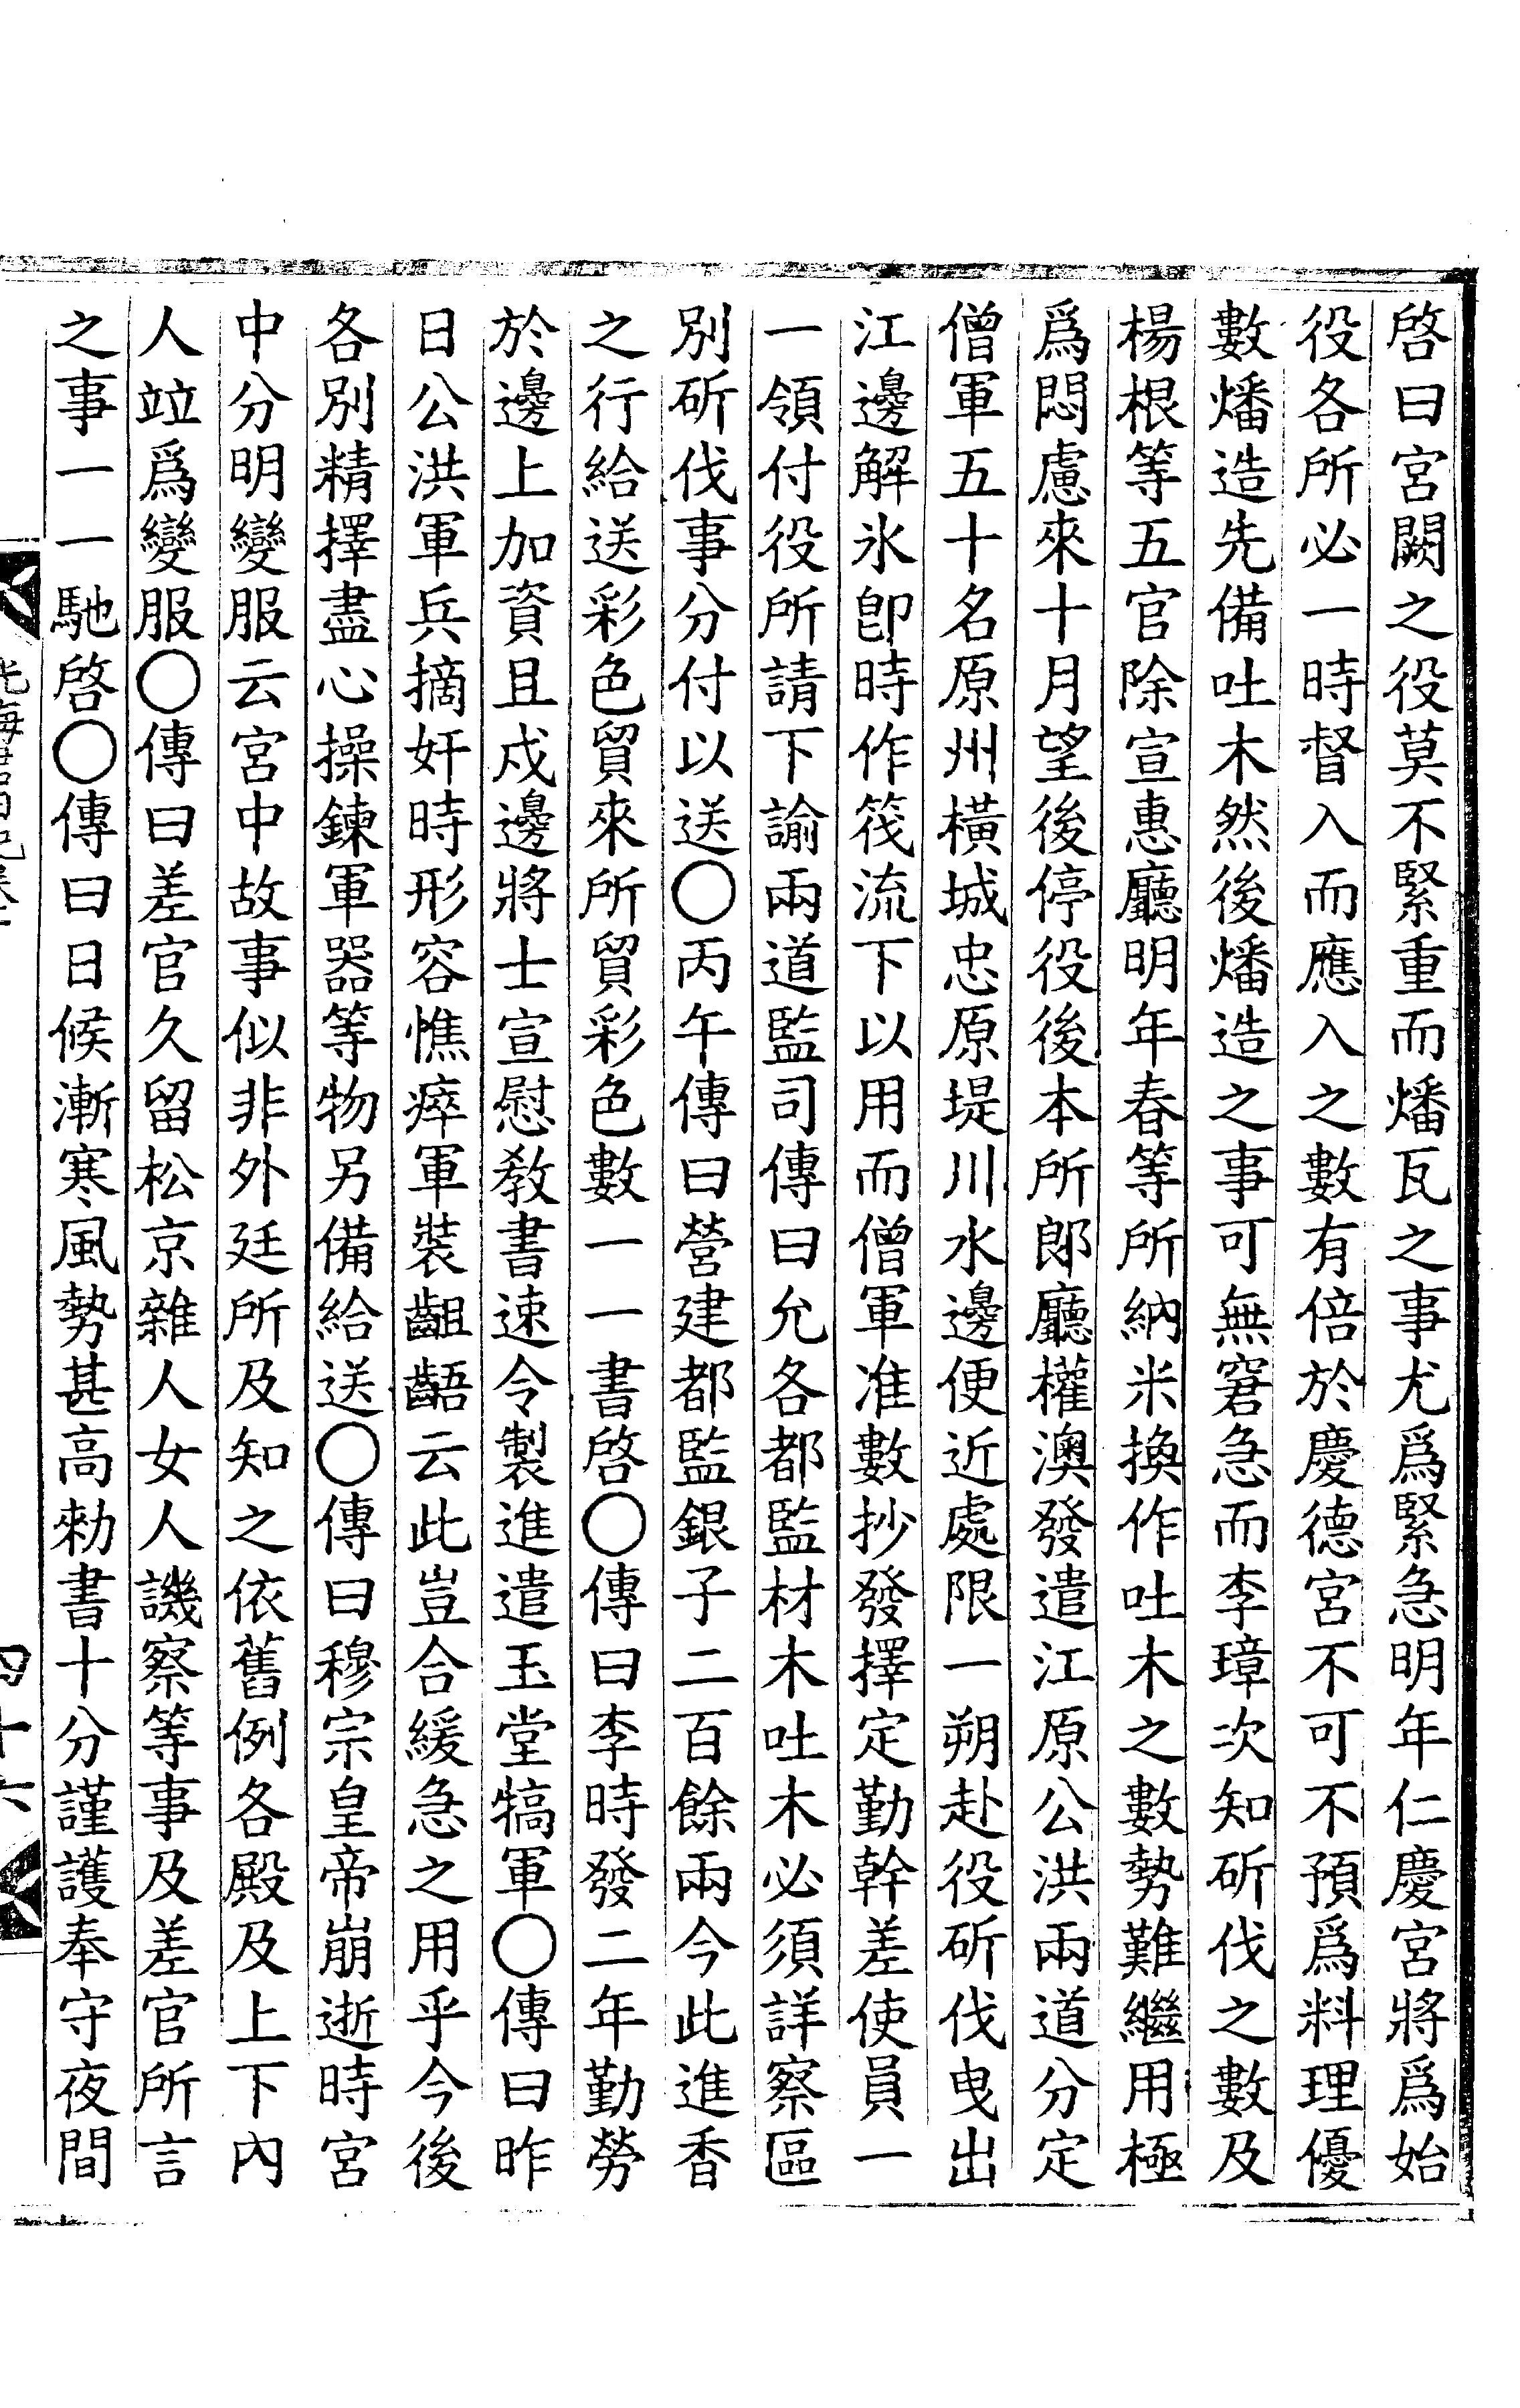 啓曰宮闕之役莫不緊重而燔瓦之事尤爲緊急明年仁慶宮將爲始
役各所必一時督入而應入之數有倍於慶德宮不可不預爲料理優
數燔造先備吐木然後燔造之事可無窘急而李璋次知斫伐之數及
楊根等五官除宣惠廳明年春等所納米換作吐木之數勢難繼用極
爲悶慮來十月望後停役後本所郞廳權澳發遣江原公洪兩道分定
僧軍五十名原州橫城忠原堤川水邊便近處限一朔赴役斫伐曳出
江邊解氷卽時作筏流下以用而僧軍准數抄發擇定勤幹差使員一
一領付役所請下諭兩道監司傳曰允各都監材木吐木必須詳察區
別斫伐事分付以送○丙午傳曰營建都監銀子二百餘兩今此進香
之行給送彩色貿來所貿彩色數一一書啓○傳曰李時發二年勤勞
於邊上加資且戍邊將士宣慰敎書速令製進遣玉堂犒軍○傳曰昨
日公洪軍兵摘奸時形容憔瘁軍裝齟齬云此豈合緩急之用乎今後
各別精擇盡心操鍊軍器等物另備給送○傳曰穆宗皇帝崩逝時宮
中分明變服云宮中故事似非外廷所及知之依舊例各殿及上下內
人竝爲變服○傳曰差官久留松京雜人女人譏察等事及差官所言
之事一一馳啓○傳曰日候漸寒風勢甚高勑書十分謹護奉守夜間